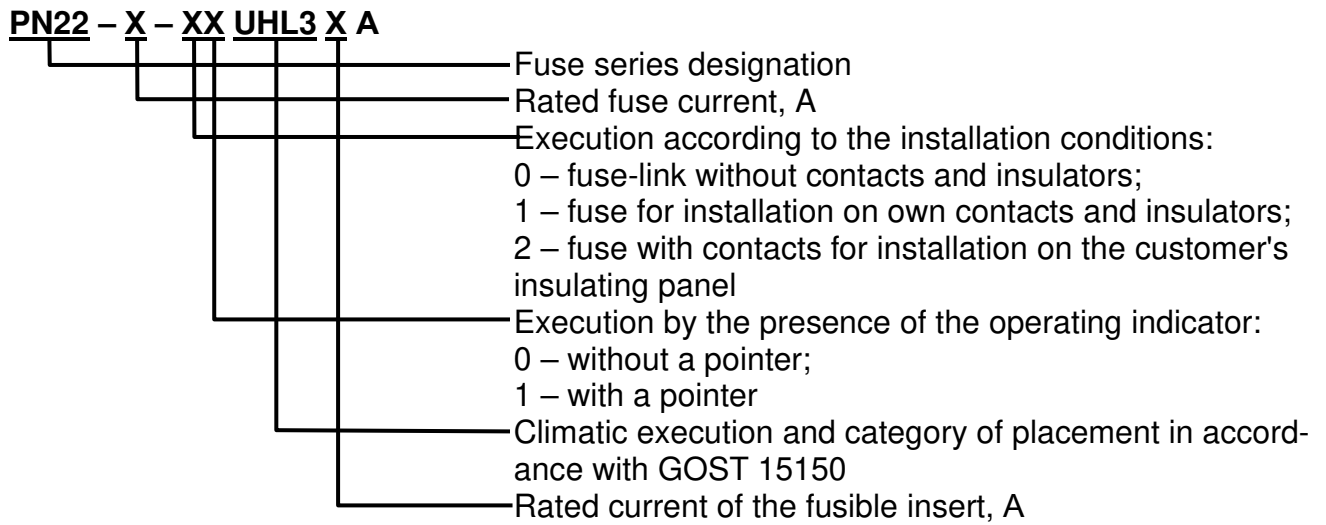 PN22 – X – XX UHL3 X A
Fuse series designation
Rated fuse current, A
Execution according to the installation conditions:
0 – fuse-link without contacts and insulators;
1 – fuse for installation on own contacts and insulators;
2 – fuse with contacts for installation on the customer's
insulating panel
Execution by the presence of the operating indicator:
0 – without a pointer;
1 – with a pointer
Climatic execution and category of placement in accord-
ance with GOST 15150
Rated current of the fusible insert, A